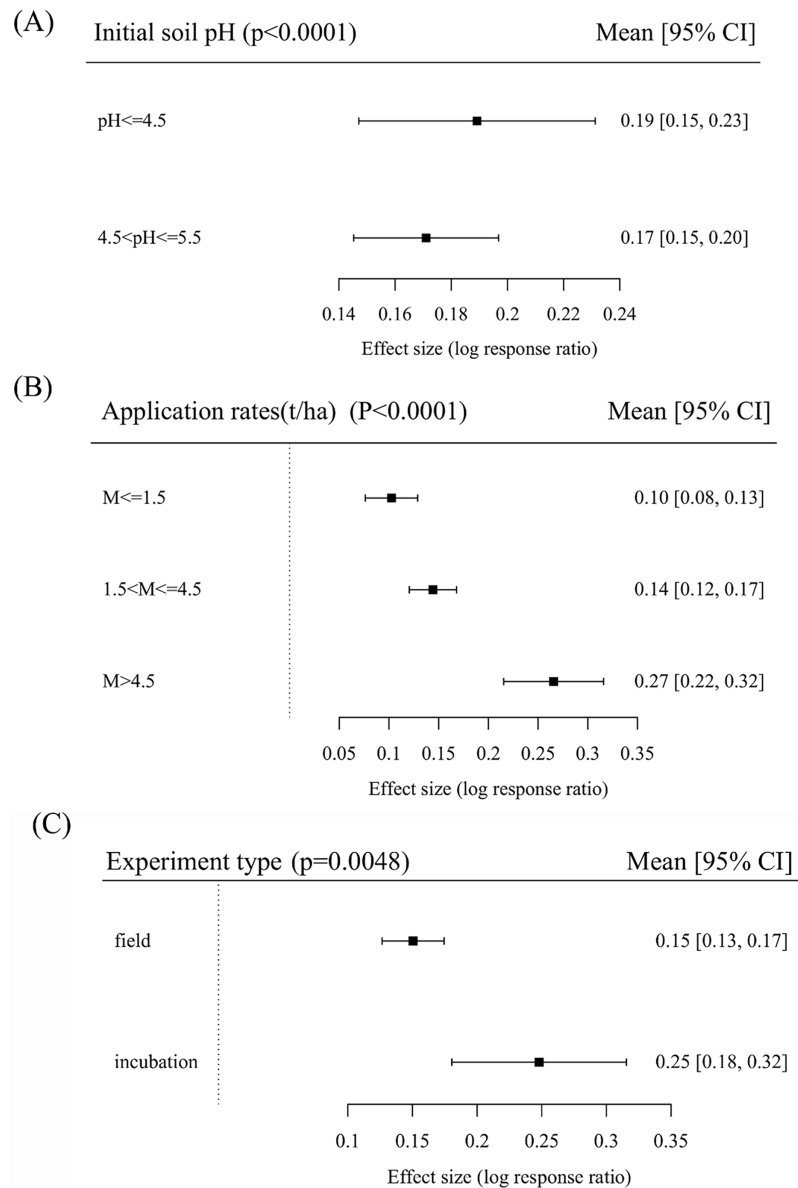 (A)
Initial soil pH (p<0.0001) Mean [95% CI]
pH<=4.5 0.19 [0.15, 0.23]
4.5<pH<=5.5 0.17 [0.15, 0.20]
0.14 0.16 0.18 0.2 0.22 0.24
Effect size (log response ratio)
(B)
Application rates(t/ha) (P<0.0001) Mean [95% CI]
M<=1.5 0.10 [0.08, 0.13]
1.5<M<=4.5 0.14 [0.12, 0.17]
M>4.5 0.27 [0.22, 0.32]
0.05 0.1 0.15 0.2 0.25 0.3 0.35
Effect size (log response ratio)
(C)
Experiment type (p=0.0048) Mean [95% CI]
field 0.15 [0.13, 0.17]
incubation 0.25 [0.18, 0.32]
0.1 0.15 0.2 0.25 0.3 0.35
Effect size (log response ratio)